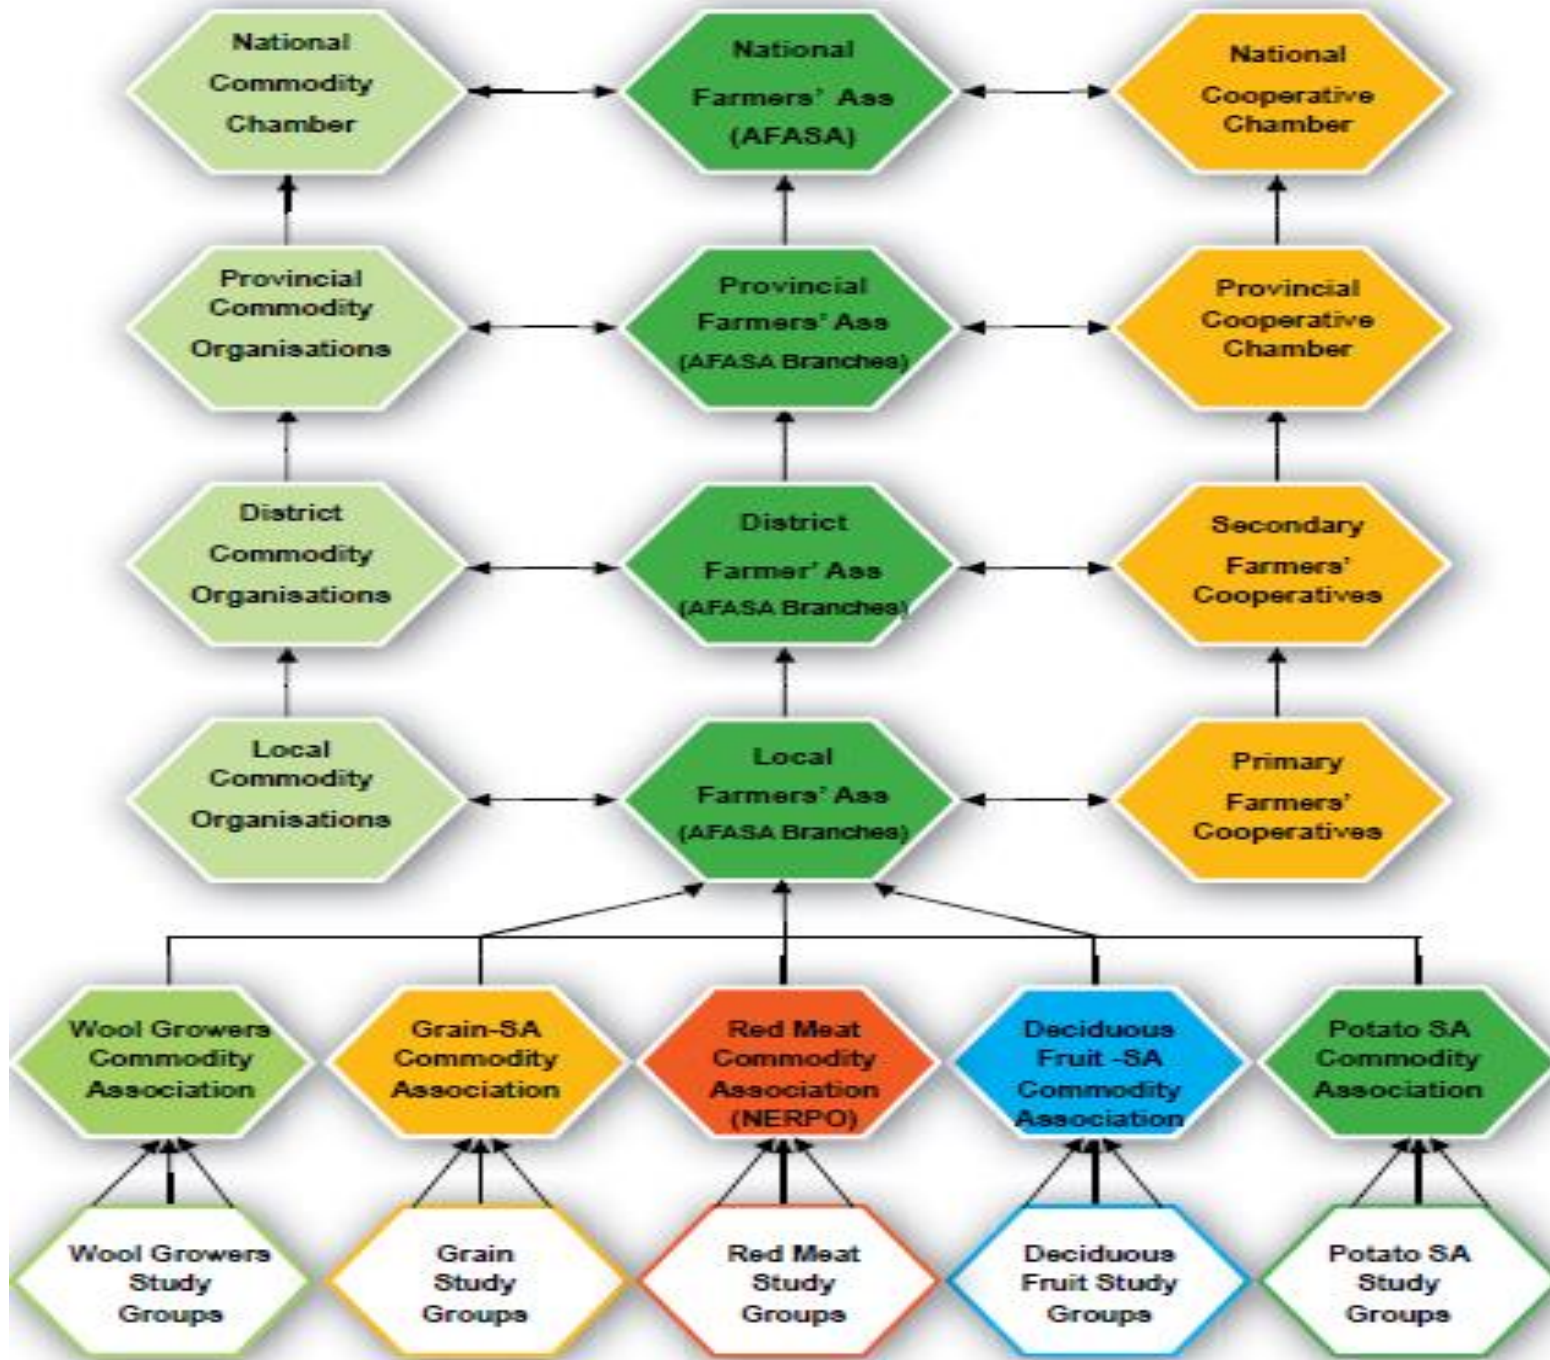 National
Commodity
Chamber
National
Farmers' Ass
(AFASA)
National
Cooperative
Chamber
Provincial
Commodity
Organisations
Provincial
Farmers' Ass
(AFASA Branches)
Provincial
Cooperative
Chamber
District
Commodity
Organisations
District
Farmer' Ass
(AFASA Branches)
Secondary
Farmers'
Cooperatives
Local
Commodity
Organisations
Local
Farmers' Ass
(AFASA Branches)
Primary
Farmers'
Cooperatives
Wool Growers
Commodity
Association
Grain-SA
Commodity
Association
Red Meat
Commodity
Association
(NERPO)
Deciduous
Fruit -SA
Commodity
Association
Potato SA
Commodity
Association
Wool Growers
Study
Groups
Grain
Study
Groups
Red Meat
Study
Groups
Deciduous
Fruit Study
Groups
Potato SA
Study
Groups